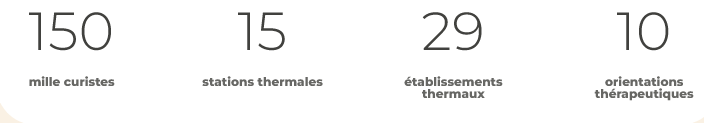 150
mille curistes
15
stations thermales
29
établissements
thermaux
10
orientations
thérapeutiques